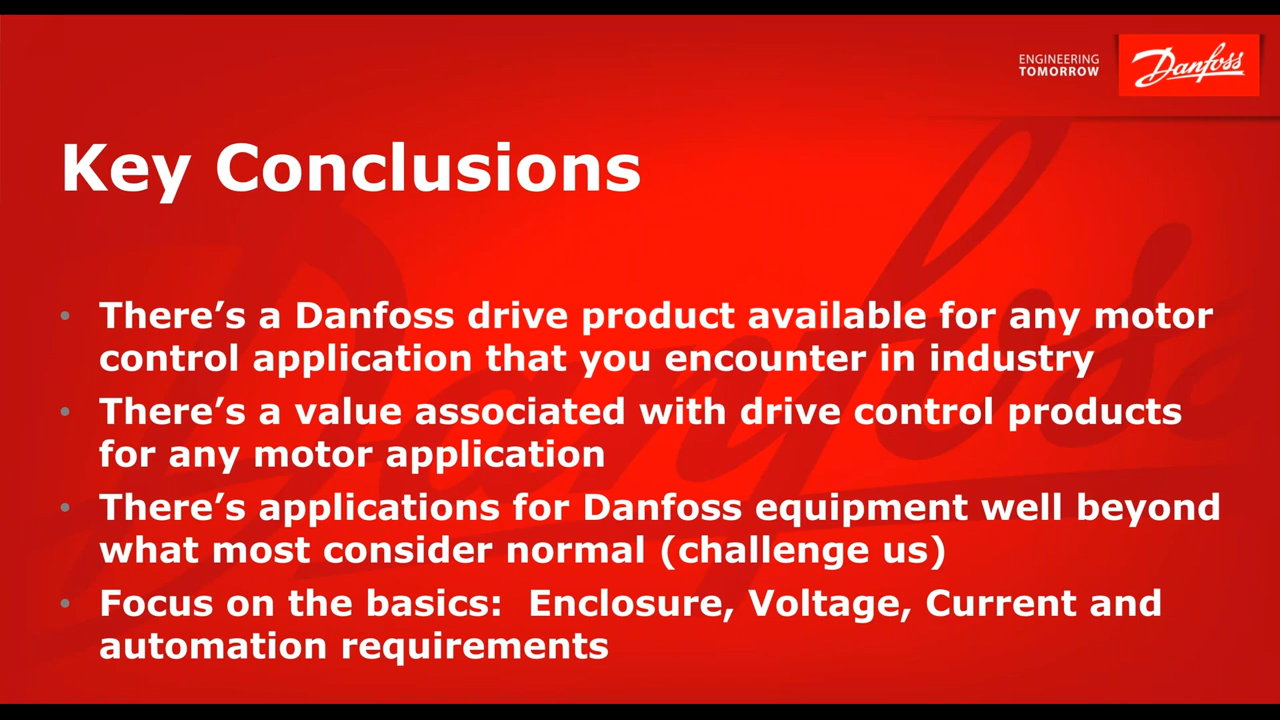 ENGINEERING
TOMORROW
Danfoss
Key Conclusions
• There’s a Danfoss drive product available for any motor
control application that you encounter in industry
• There’s a value associated with drive control products
for any motor application
• There’s applications for Danfoss equipment well beyond
what most consider normal (challenge us)
• Focus on the basics:  Enclosure, Voltage, Current and
automation requirements